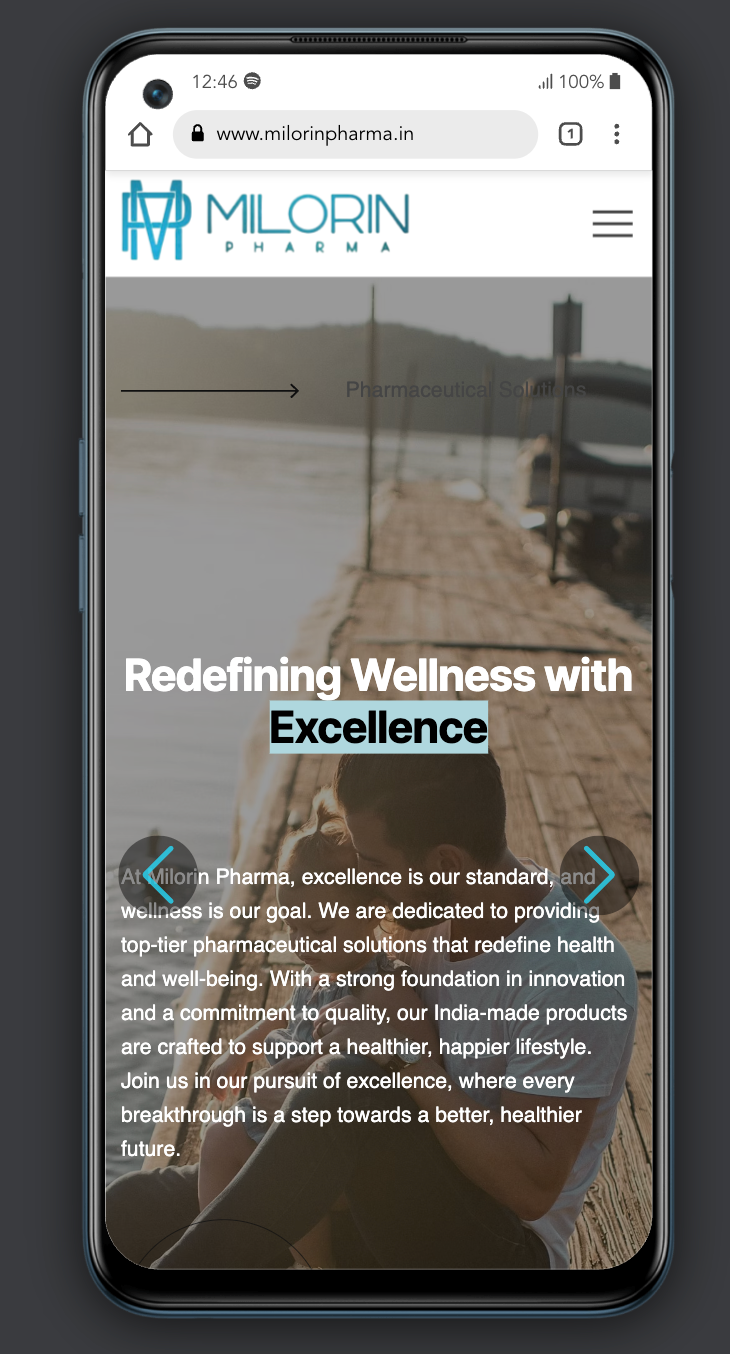 12:46
100%
www.milorinpharma.in
1
MILORIN
PHARMA
Pharmaceutical Solutions
Redefining Wellness with
Excellence
At Milorin Pharma, excellence is our standard, and
wellness is our goal. We are dedicated to providing
top-tier pharmaceutical solutions that redefine health
and well-being. With a strong foundation in innovation
and a commitment to quality, our India-made products
are crafted to support a healthier, happier lifestyle.
Join us in our pursuit of excellence, where every
breakthrough is a step towards a better, healthier
future.